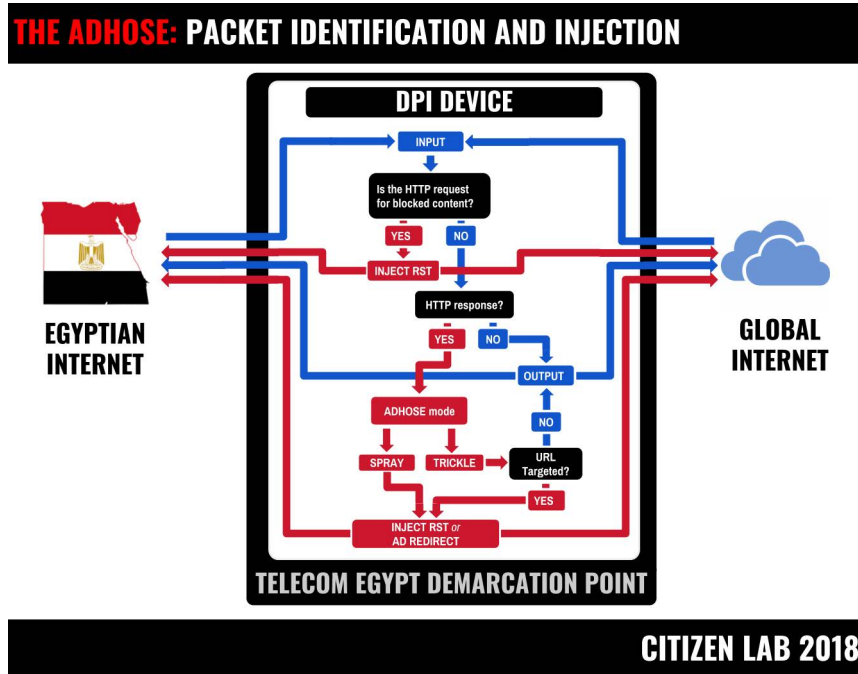 THE ADHOSE: PACKET IDENTIFICATION AND INJECTION
DPI DEVICE
INPUT
Is the HTTP request
for blocked content?
YES
NO
INJECT RST
HTTP response?
YES
NO
EGYPTIAN
INTERNET
GLOBAL
INTERNET
OUTPUT
ADHOSE mode
NO
SPRAY
TRICKLE
URL
Targeted?
YES
INJECT RST or
AD REDIRECT
TELECOM EGYPT DEMARCATION POINT
CITIZEN LAB 2018